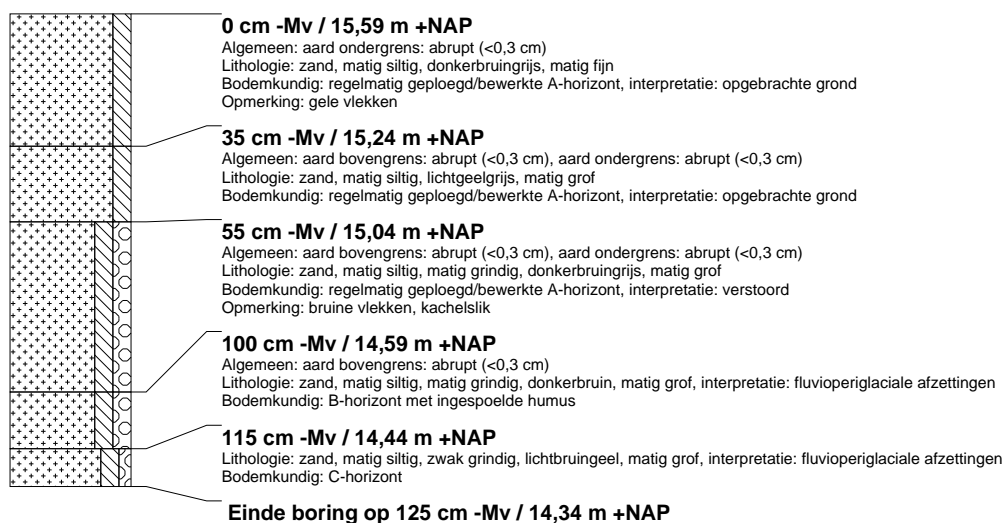 0 cm -Mv / 15,59 m +NAP
Algemeen: aard ondergrens: abrupt (<0,3 cm)
Lithologie: zand, matig siltig, donkerbruingrijs, matig fijn
Bodemkundig: regelmatig geploegd/bewerkte A-horizont, interpretatie: opgebrachte grond
Opmerking: gele vlekken
35 cm -Mv / 15,24 m +NAP
Algemeen: aard bovengrens: abrupt (<0,3 cm), aard ondergrens: abrupt (<0,3 cm)
Lithologie: zand, matig siltig, lichtgeelgrijs, matig grof
Bodemkundig: regelmatig geploegd/bewerkte A-horizont, interpretatie: opgebrachte grond
55 cm -Mv / 15,04 m +NAP
Algemeen: aard bovengrens: abrupt (<0,3 cm), aard ondergrens: abrupt (<0,3 cm)
Lithologie: zand, matig siltig, matig grindig, donkerbruingrijs, matig grof
Bodemkundig: regelmatig geploegd/bewerkte A-horizont, interpretatie: verstoord
Opmerking: bruine vlekken, kachelslik
100 cm -Mv / 14,59 m +NAP
Algemeen: aard bovengrens: abrupt (<0,3 cm)
Lithologie: zand, matig siltig, matig grindig, donkerbruin, matig grof, interpretatie: fluvioperiglaciale afzettingen
Bodemkundig: B-horizont met ingespoelde humus
115 cm -Mv / 14,44 m +NAP
Lithologie: zand, matig siltig, zwak grindig, lichtbruingeel, matig grof, interpretatie: fluvioperiglaciale afzettingen
Bodemkundig: C-horizont
Einde boring op 125 cm -Mv / 14,34 m +NAP